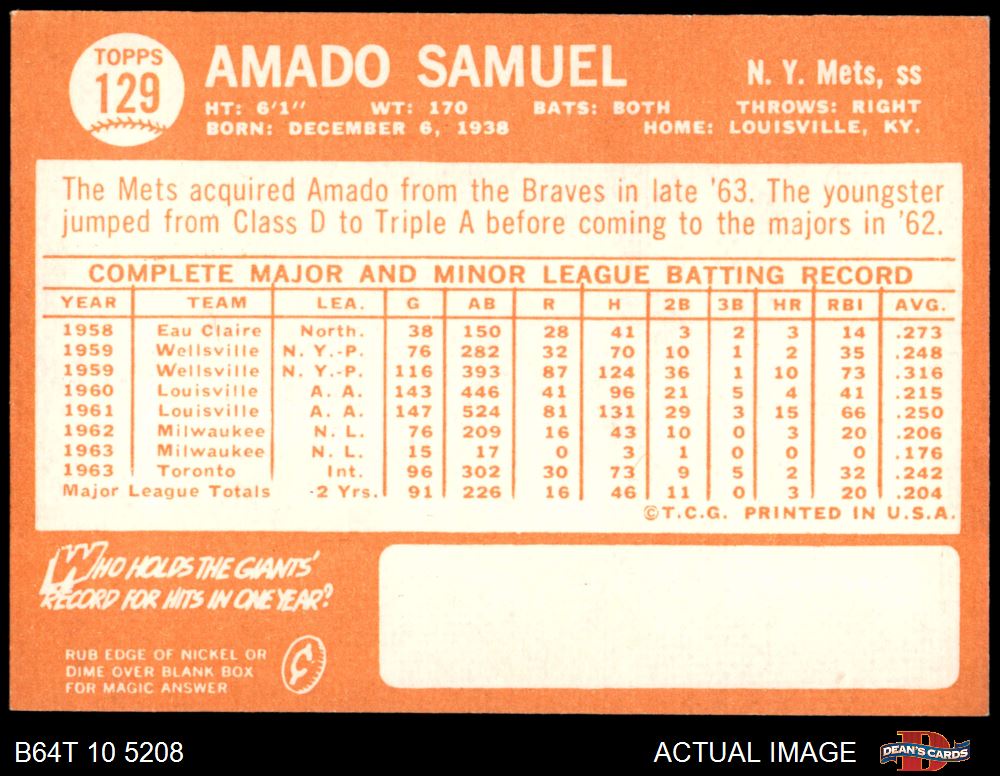 TOPPS
129
AMADO SAMUEL
N. Y. Mets, ss
HT: 6'1" WT: 170 BATS: BOTH THROWS: RIGHT
BORN: DECEMBER 6, 1938 HOME: LOUISVILLE, KY.
The Mets acquired Amado from the Braves in late '63. The youngster
jumped from Class D to Triple A before coming to the majors in '62.
COMPLETE MAJOR AND MINOR LEAGUE BATTING RECORD
YEAR TEAM LEA. G AB R H 2B 3B HR RBI AVG.
1958 Eau Claire North. 38 150 28 41 3 2 3 14 .273
1959 Wellsville N. Y.-P. 76 282 32 70 10 1 2 35 .248
1959 Wellsville N. Y.-P. 116 393 87 124 36 1 10 73 .316
1960 Louisville A. A. 143 446 41 96 21 5 4 41 .215
1961 Louisville A. A. 147 524 81 131 29 3 15 66 .250
1962 Milwaukee N. L. 76 209 16 43 10 0 3 20 .206
1963 Milwaukee N. L. 15 17 0 3 1 0 0 0 .176
1963 Toronto Int. 96 302 30 73 9 5 2 32 .242
Major League Totals -2 Yrs. 91 226 16 46 11 0 3 20 .204
©T.C.G. PRINTED IN U.S.A.
WHO HOLDS THE GIANTS'
RECORD FOR HITS IN ONE YEAR?
RUB EDGE OF NICKEL OR
DIME OVER BLANK BOX
FOR MAGIC ANSWER
B64T 10 5208
ACTUAL IMAGE
DEAN'S CARDS